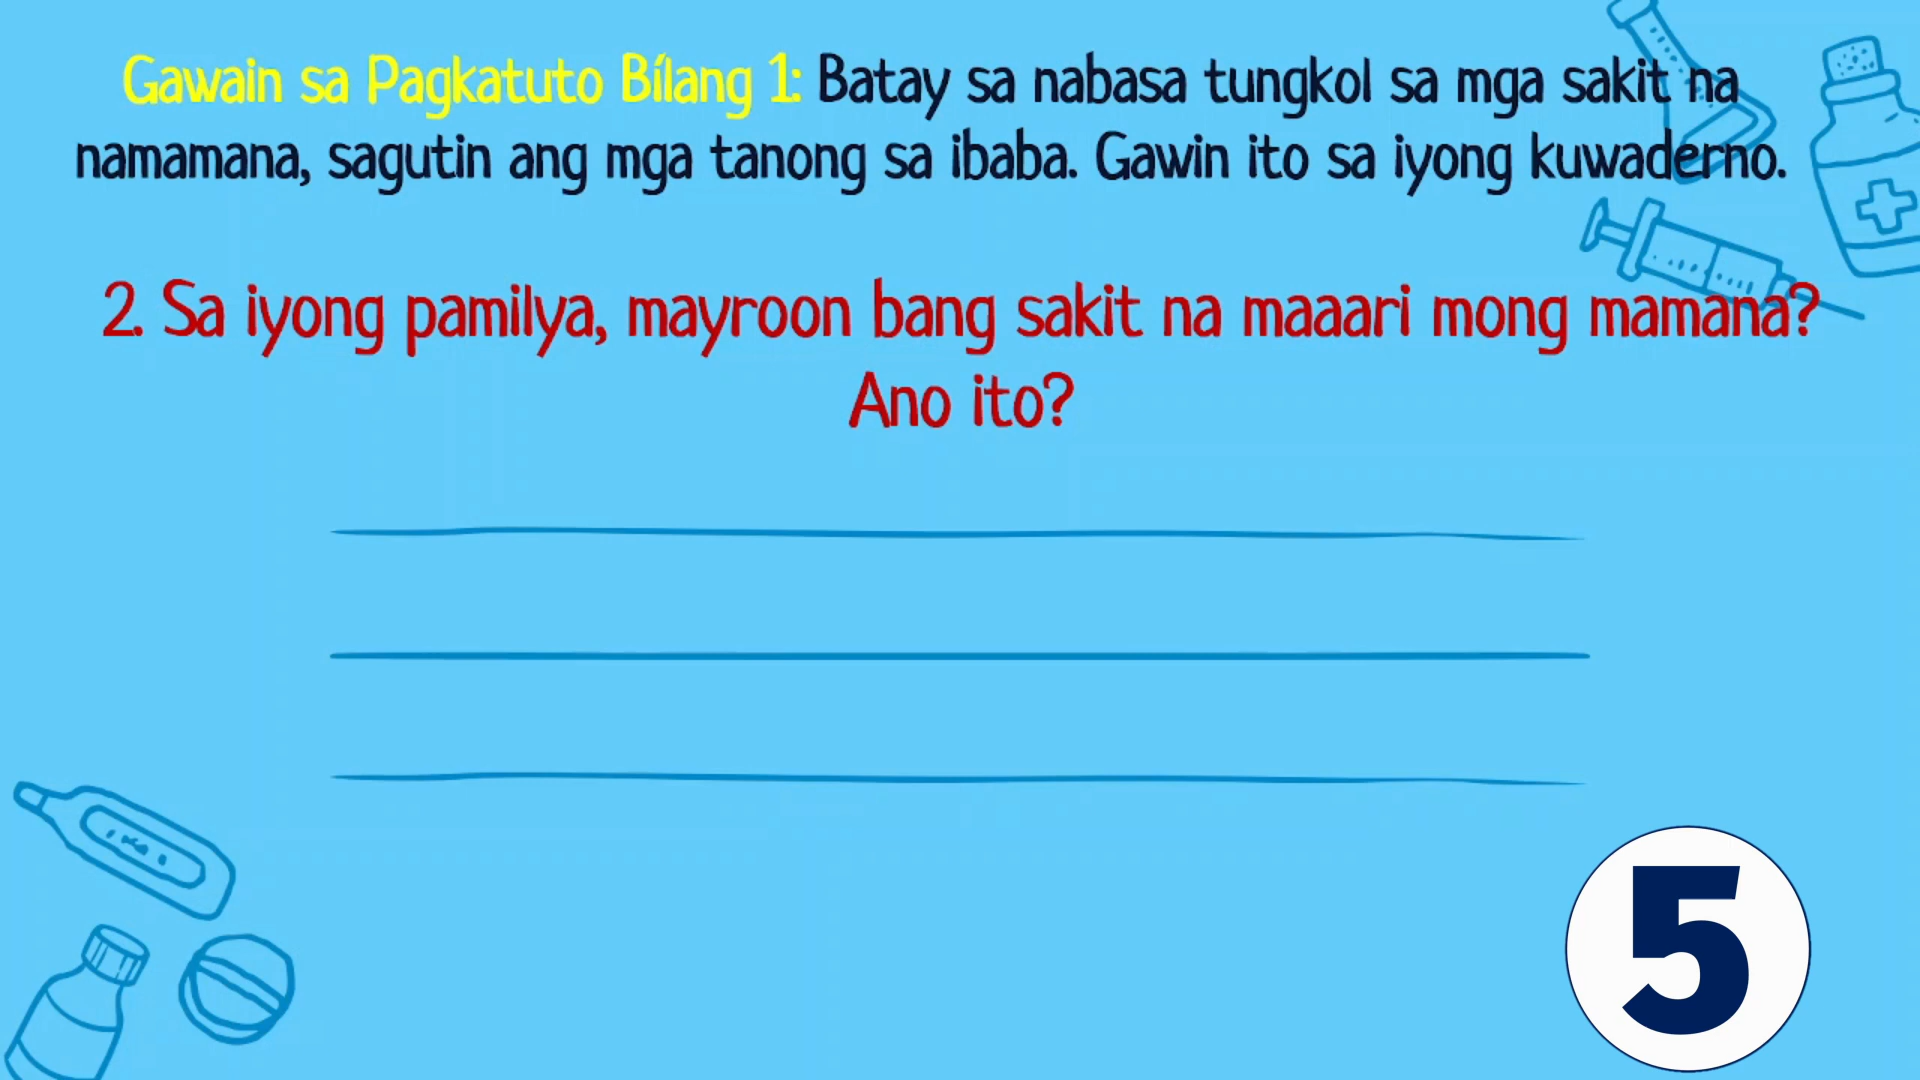 Gawain sa Pagkatuto Bílang 1: Batay sa nabasa tungkol sa mga sakit na
namamana, sagutin ang mga tanong sa ibaba. Gawin ito sa iyong kuwaderno.
2. Sa iyong pamilya, mayroon bang sakit na maaari mong mamana?
Ano ito?
5